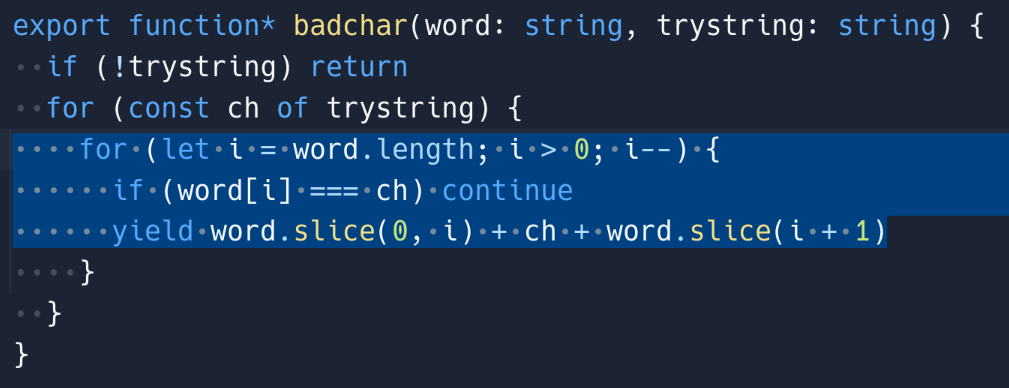 export function* badchar(word: string, trystring: string) {
··if (!trystring) return
··for (const ch of trystring) {
····for·(let·i·=·word.length;·i·>·0;·i--)·{
······if·(word[i]·===·ch)·continue
······yield·word.slice(0,·i)·+·ch·+·word.slice(i·+·1)
····}
··}
}